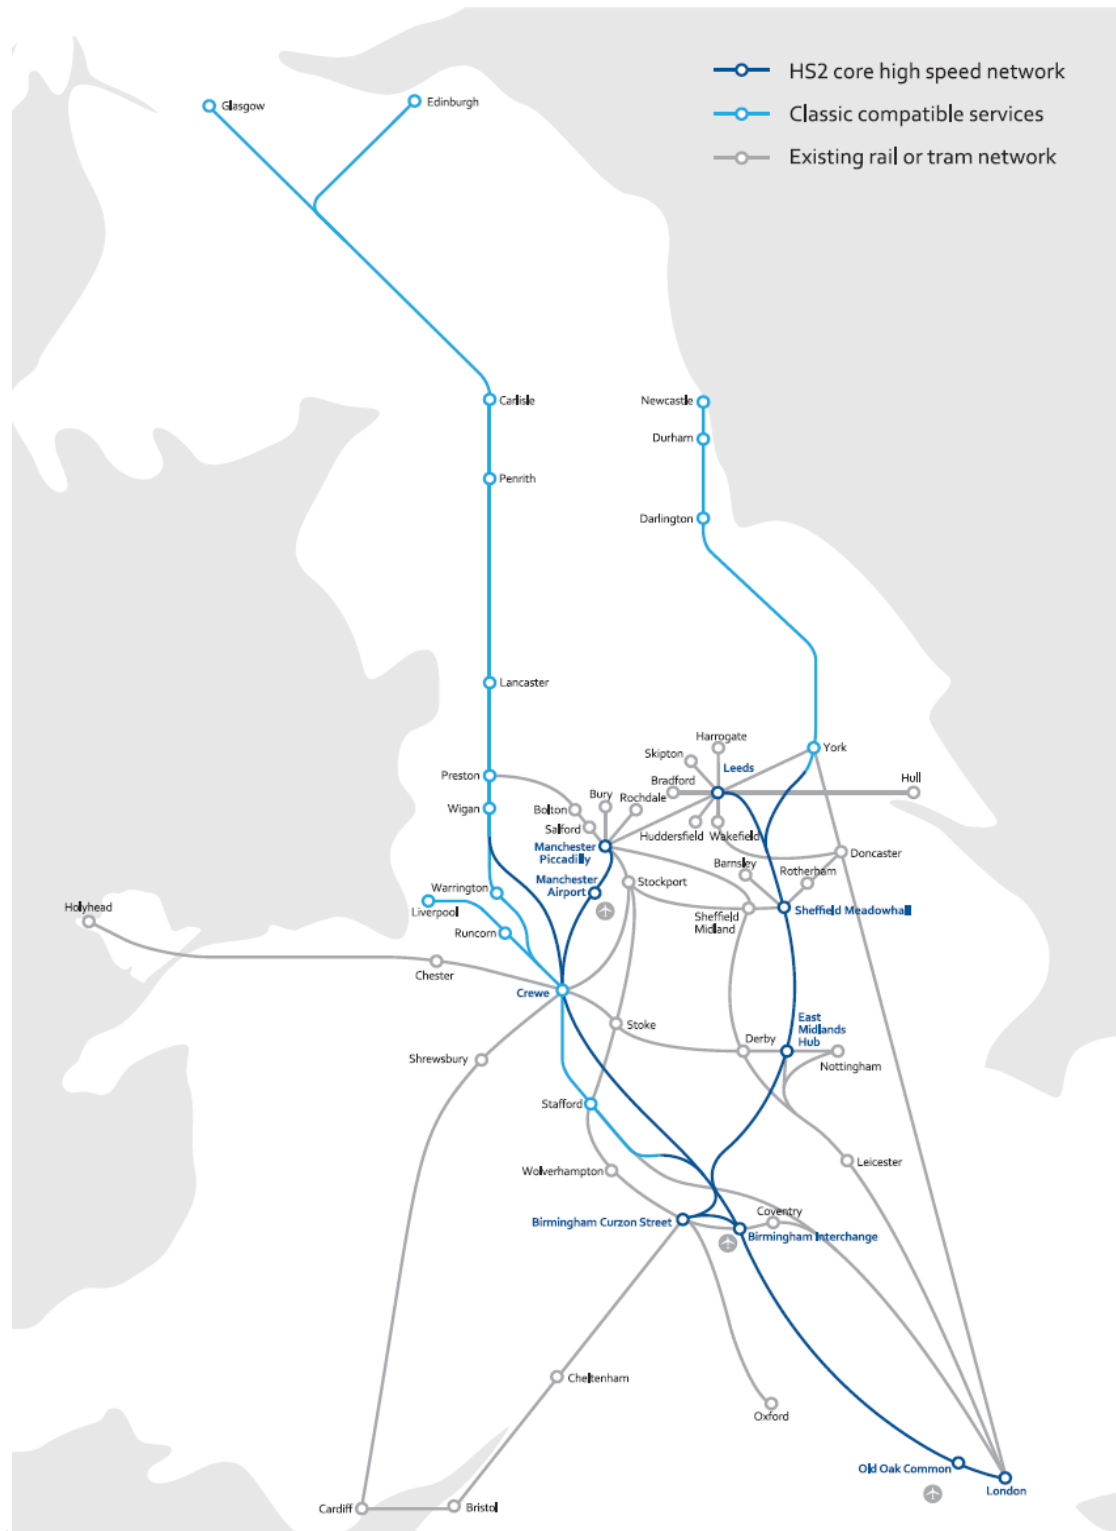 HS2 core high speed network
Classic compatible services
Existing rail or tram network
Glasgow
Edinburgh
Carlisle
Newcastle
Durham
Penrith
Darlington
Lancaster
Harrogate
York
Skipton
Leeds
Preston
Bradford
Hull
Bury
Rochdale
Wigan
Bolton
Salford
Huddersfield
Wakefield
Manchester
Piccadilly
Doncaster
Barnsley
Rotherham
Manchester
Airport
Stockport
Warrington
Liverpool
Holyhead
Sheffield
Midland
Sheffield Meadowhall
Runcorn
Chester
Crewe
Stoke
East
Midlands
Hub
Derby
Nottingham
Shrewsbury
Stafford
Leicester
Wolverhampton
Coventry
Birmingham Curzon Street
Birmingham Interchange
Cheltenham
Oxford
Old Oak Common
London
Cardiff
Bristol